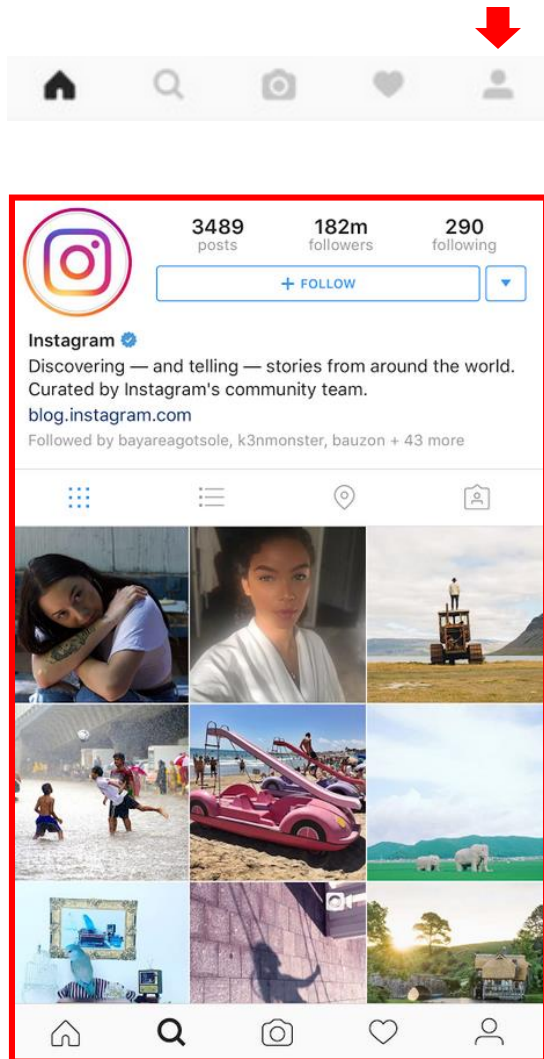 3489 182m 290
posts followers following
+ FOLLOW
Instagram
Discovering — and telling — stories from around the world.
Curated by Instagram's community team.
blog.instagram.com
Followed by bayareagotsole, k3nmonster, bauzon + 43 more